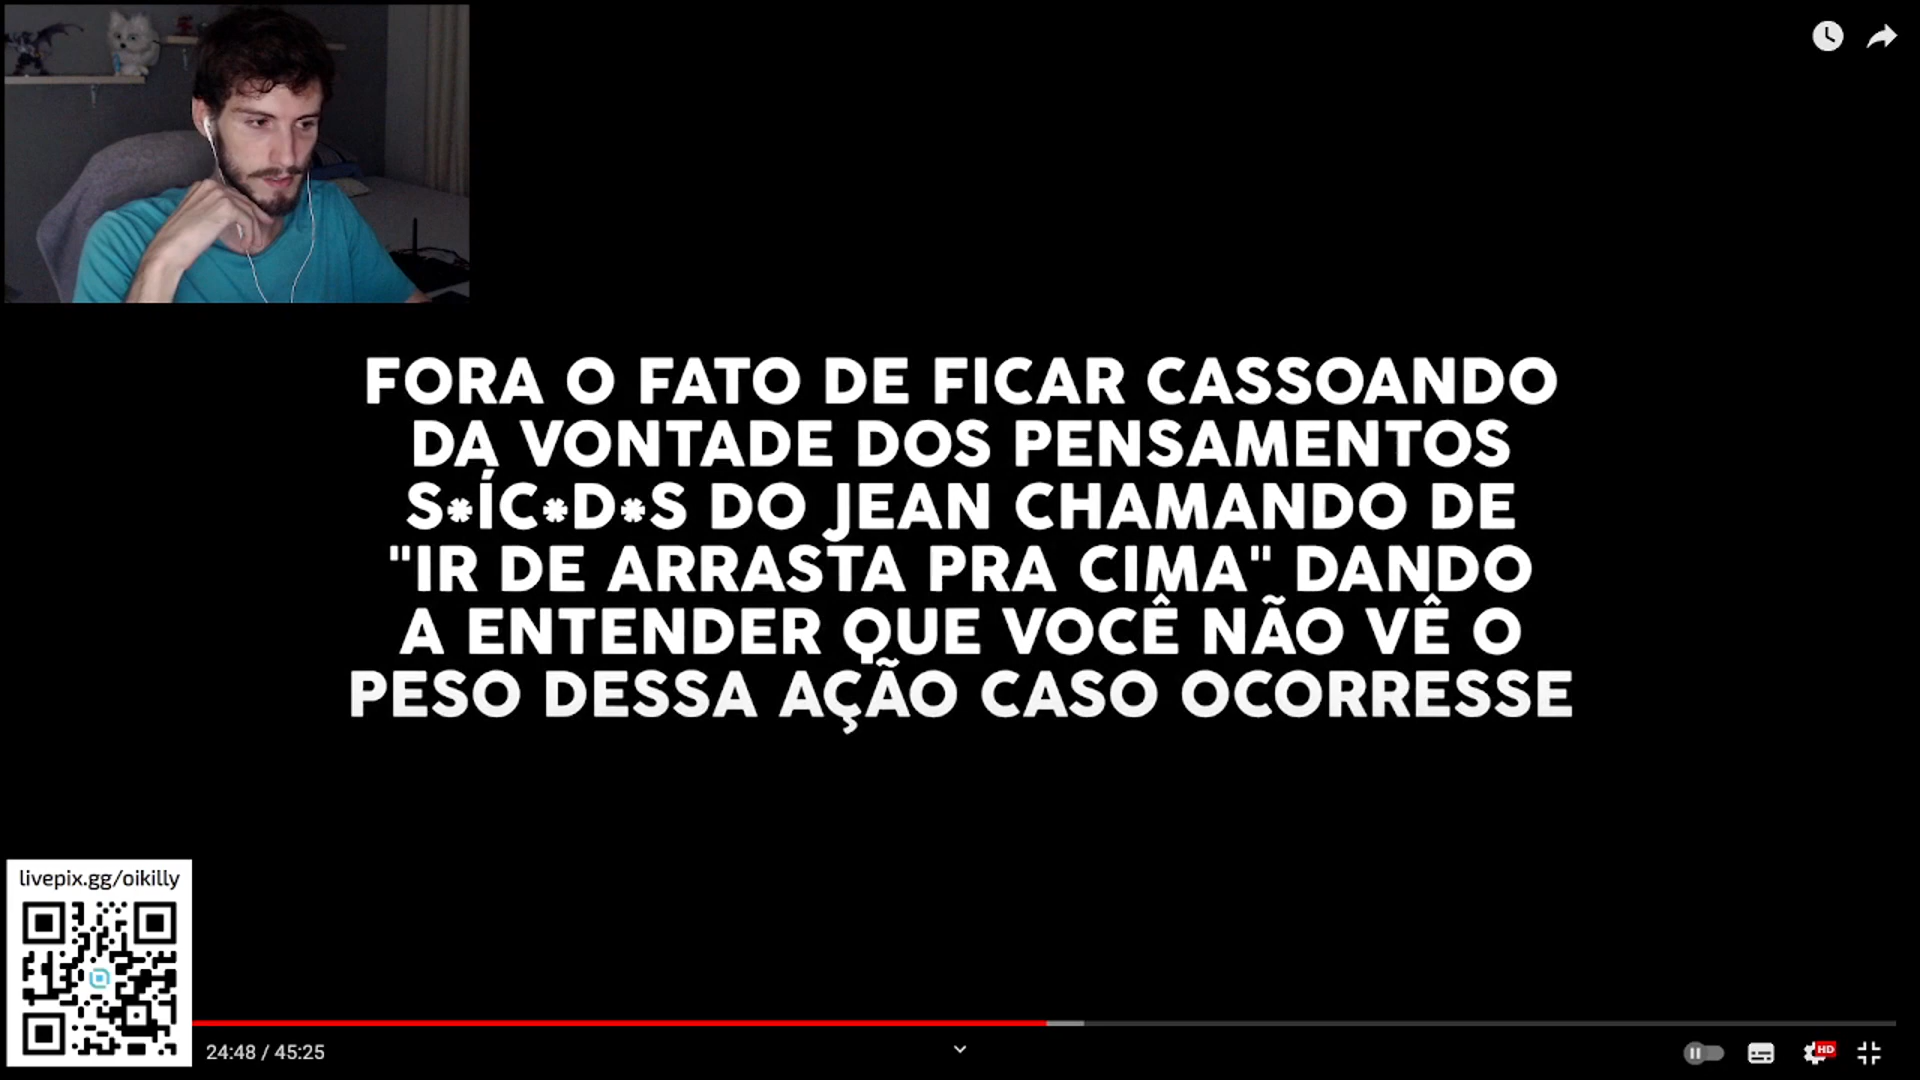 FORA O FATO DE FICAR CASSOANDO
DA VONTADE DOS PENSAMENTOS
S*ÍC*D*S DO JEAN CHAMANDO DE
"IR DE ARRASTA PRA CIMA" DANDO
A ENTENDER QUE VOCÊ NÃO VÊ O
PESO DESSA AÇÃO CASO OCORRESSE
livepix.gg/oikilly
24:48 / 45:25
HD